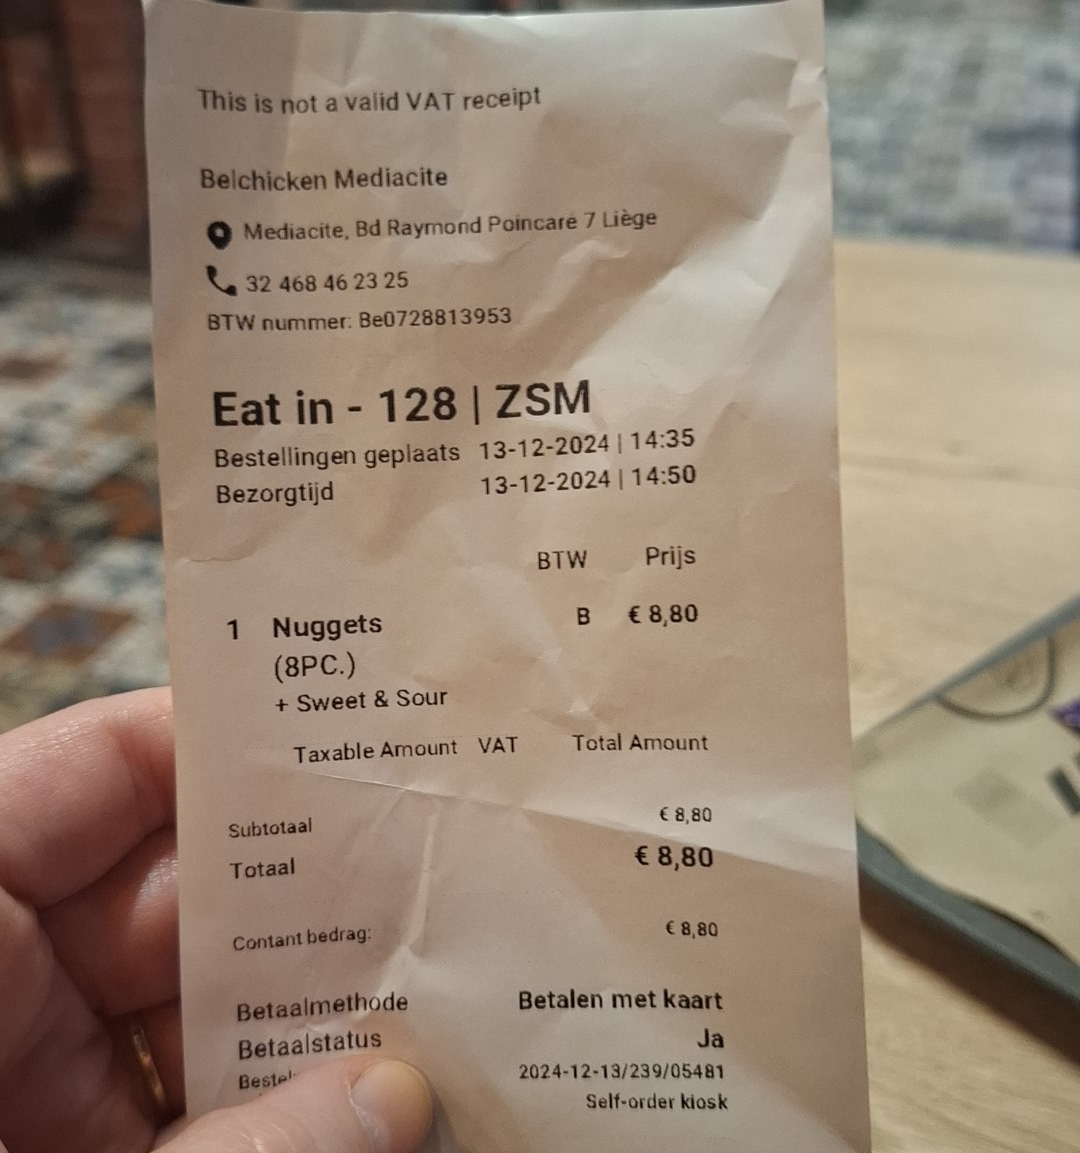 This is not a valid VAT receipt
Belchicken Mediacite
Mediacite, Bd Raymond Poincaré 7 Liège
32 468 46 23 25
BTW nummer: Be0728813953
Eat in - 128 | ZSM
Bestellingen geplaats 13-12-2024 | 14:35
Bezorgtijd 13-12-2024 | 14:50
BTW Prijs
1 Nuggets B € 8,80
(8PC.)
+ Sweet & Sour
Taxable Amount VAT Total Amount
Subtotaal € 8,80
Totaal € 8,80
Contant bedrag: € 8,80
Betaalmethode Betalen met kaart
Betaalstatus Ja
2024-12-13/239/05481
Self-order kiosk